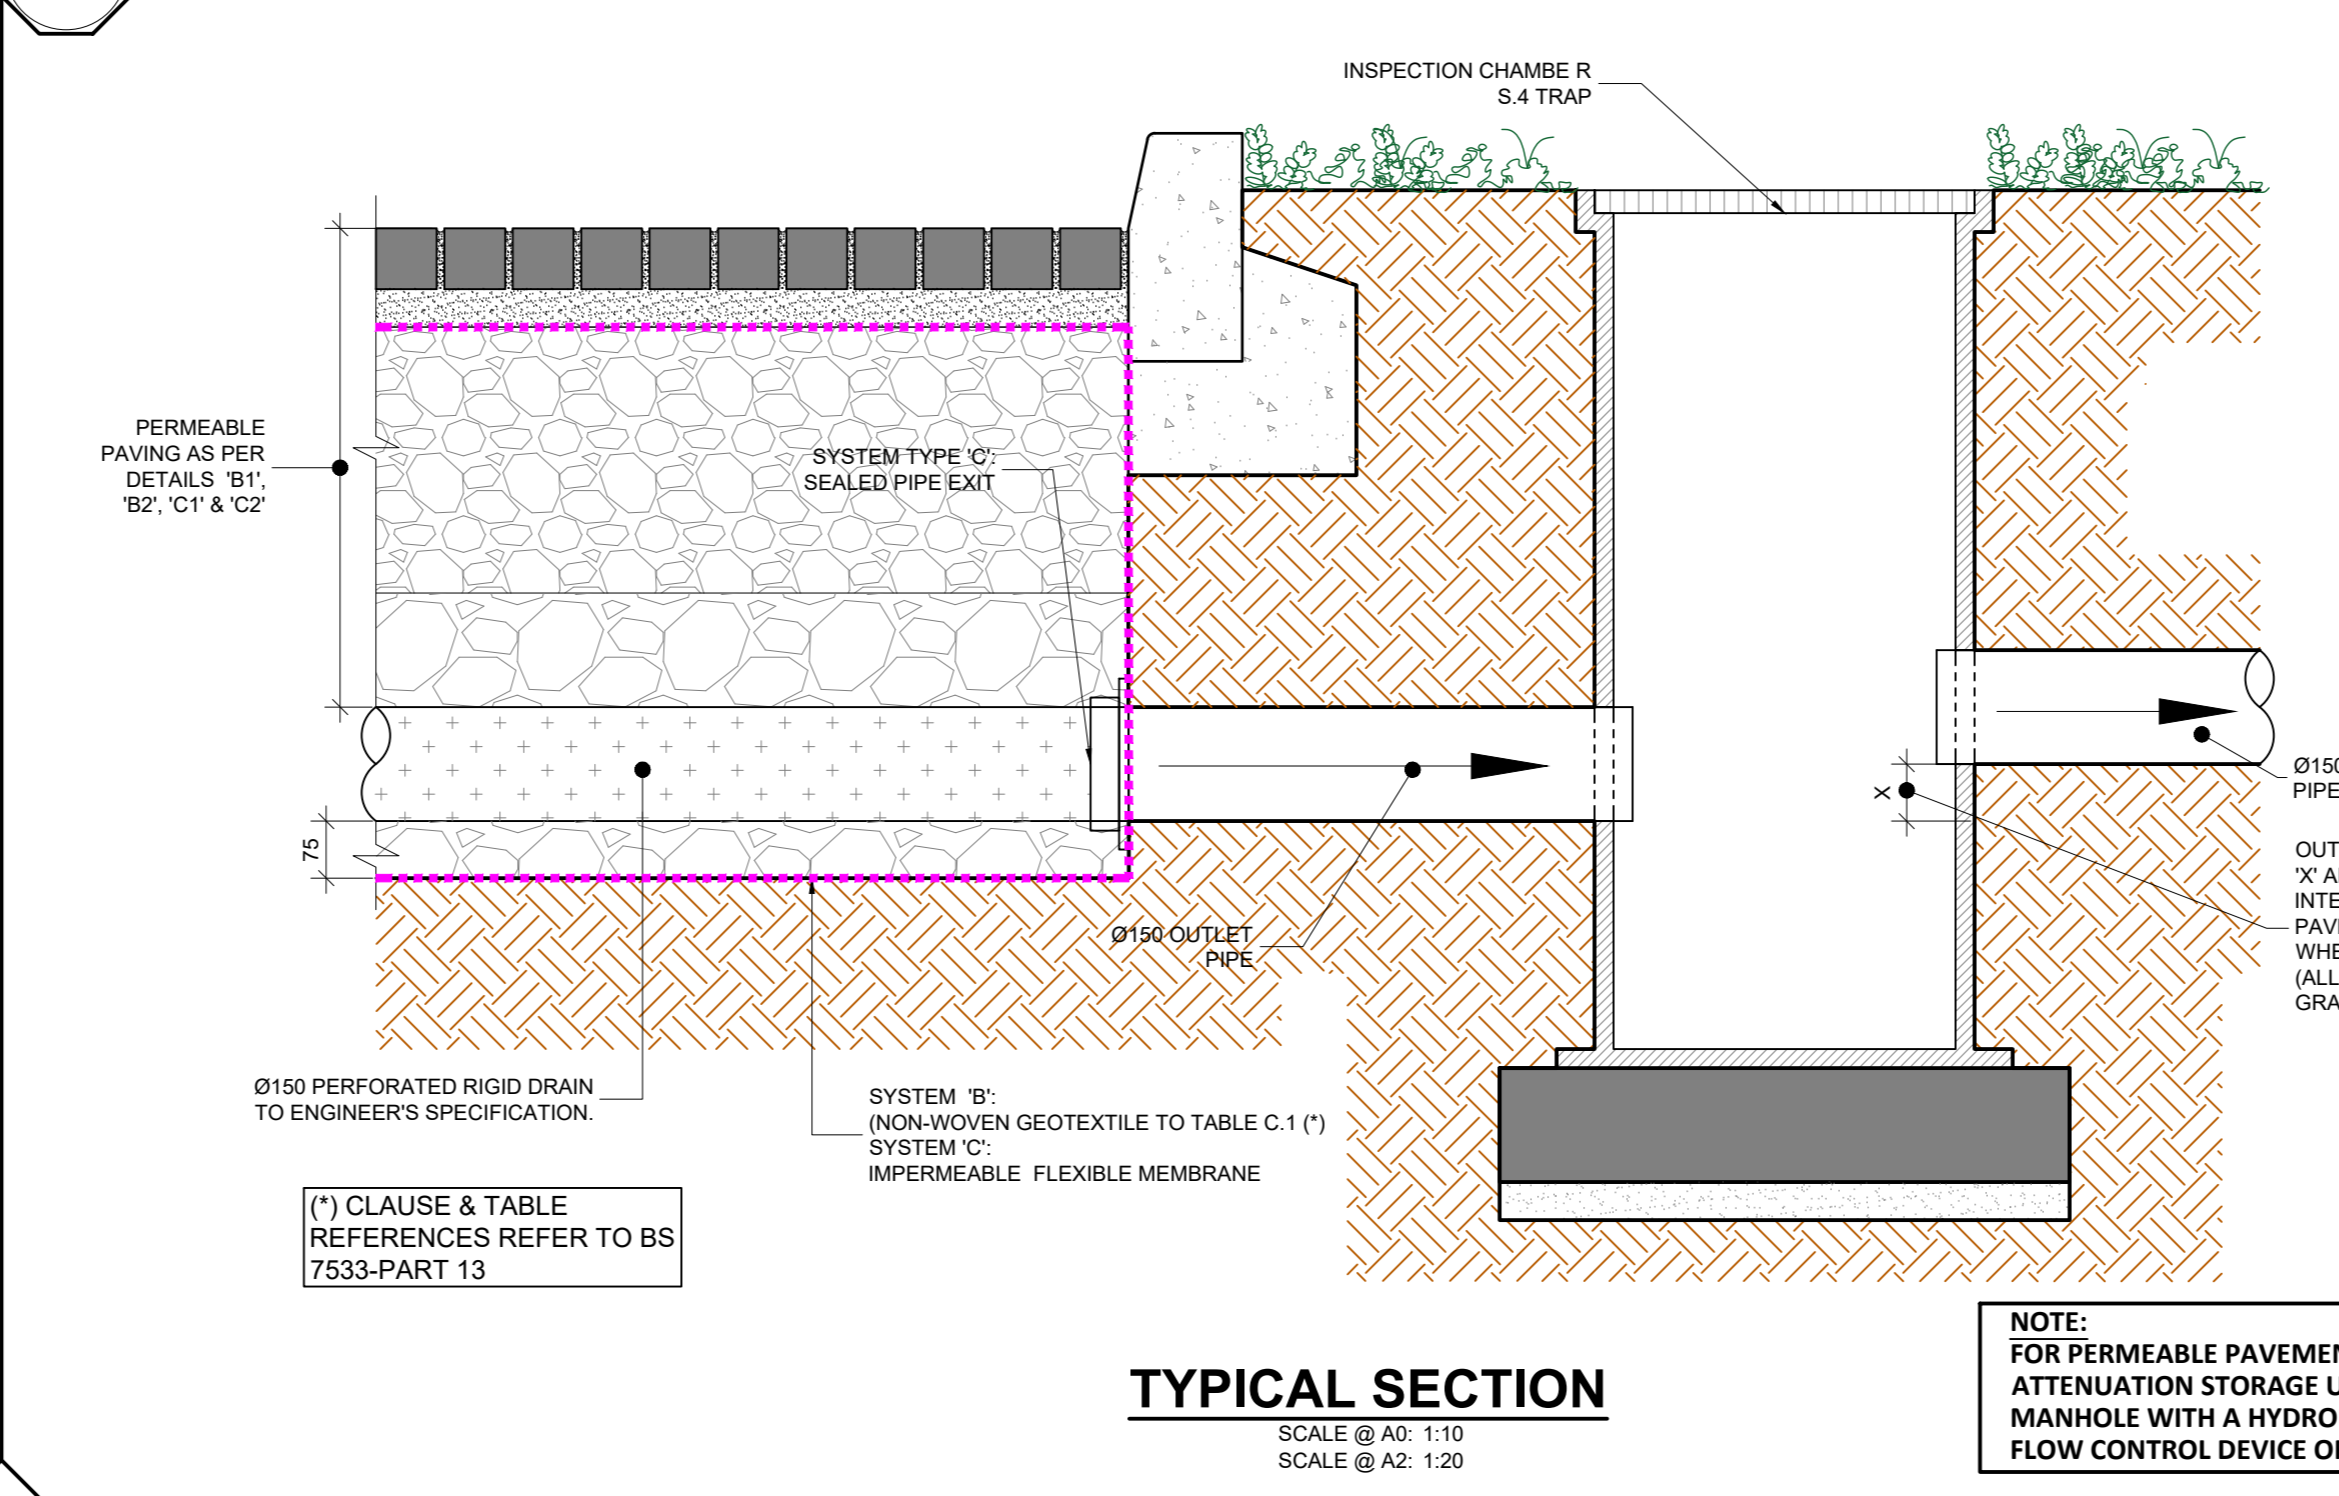 INSPECTION CHAMBE R
S.4 TRAP
PERMEABLE
PAVING AS PER
DETAILS 'B1',
'B2', 'C1' & 'C2'
SYSTEM TYPE 'C':
SEALED PIPE EXIT
75
X
Ø150
PIPE
OUT
'X' A
INTE
PAV
WHE
(ALL
GRA
Ø150 OUTLET
PIPE
Ø150 PERFORATED RIGID DRAIN
TO ENGINEER'S SPECIFICATION.
SYSTEM 'B':
(NON-WOVEN GEOTEXTILE TO TABLE C.1 (*)
SYSTEM 'C':
IMPERMEABLE FLEXIBLE MEMBRANE
(*) CLAUSE & TABLE
REFERENCES REFER TO BS
7533-PART 13
TYPICAL SECTION
SCALE @ A0: 1:10
SCALE @ A2: 1:20
NOTE:
FOR PERMEABLE PAVEMEN
ATTENUATION STORAGE U
MANHOLE WITH A HYDRO
FLOW CONTROL DEVICE O